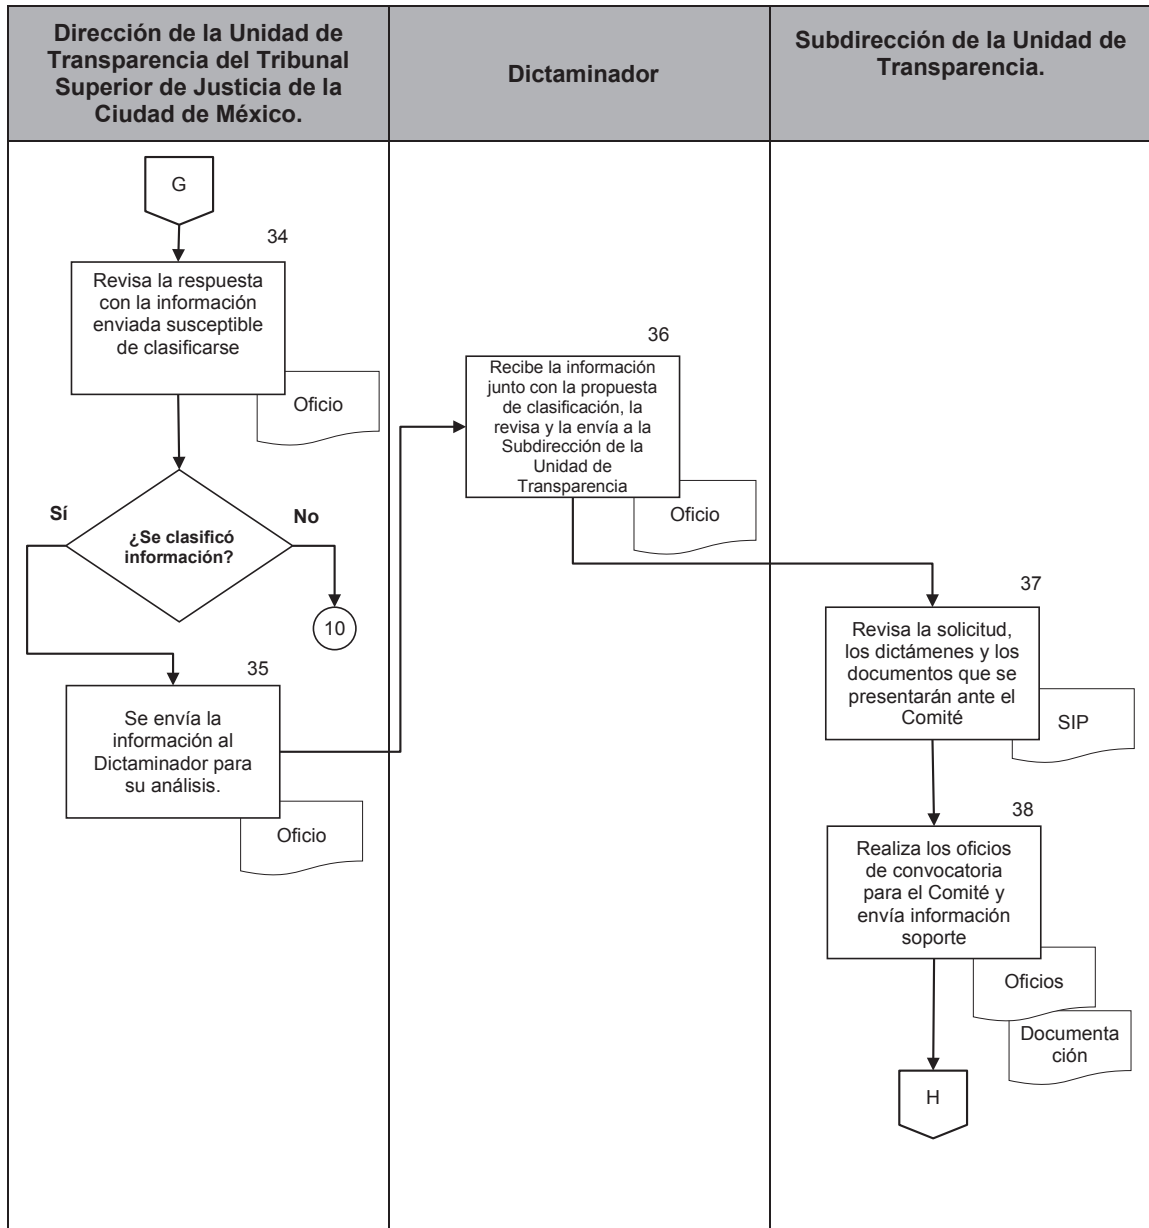 Dirección de la Unidad de
Transparencia del Tribunal
Superior de Justicia de la
Ciudad de México.
Dictaminador
Subdirección de la Unidad de
Transparencia.
G
34
Revisa la respuesta
con la información
enviada susceptible
de clasificarse
Oficio
Sí
No
¿Se clasificó
información?
10
35
Se envía la
información al
Dictaminador para
su análisis.
Oficio
36
Recibe la información
junto con la propuesta
de clasificación, la
revisa y la envía a la
Subdirección de la
Unidad de
Transparencia
Oficio
37
Revisa la solicitud,
los dictámenes y los
documentos que se
presentarán ante el
Comité
SIP
38
Realiza los oficios
de convocatoria
para el Comité y
envía información
soporte
Oficios
Documenta
ción
H